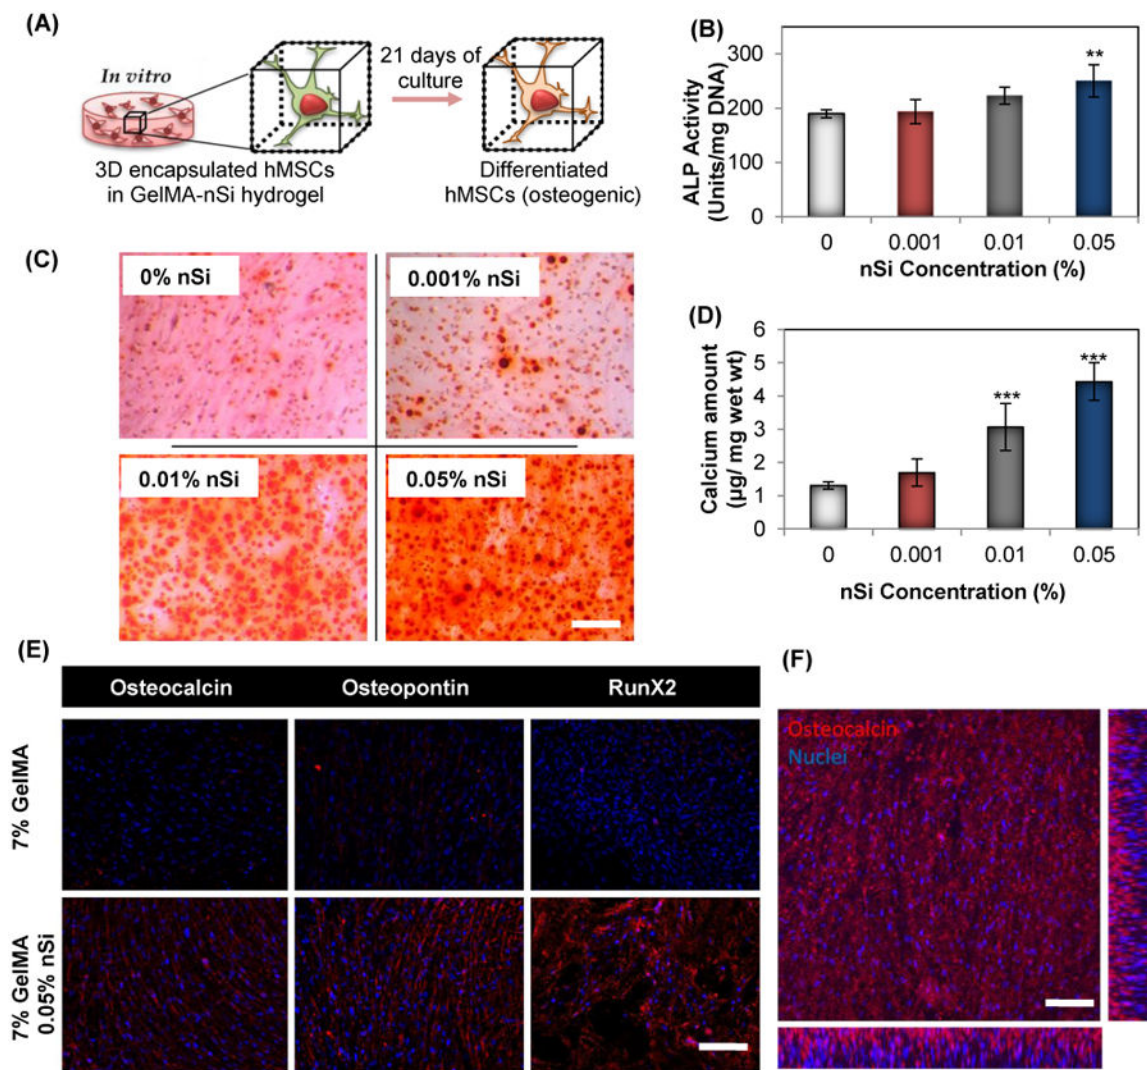 (A)
In vitro
21 days of
culture
3D encapsulated hMSCs
in GelMA-nSi hydrogel
Differentiated
hMSCs (osteogenic)
(B)
ALP Activity
(Units/mg DNA)
300
200
100
0
**
0 0.001 0.01 0.05
nSi Concentration (%)
(C)
0% nSi
0.001% nSi
0.01% nSi
0.05% nSi
(D)
Calcium amount
(µg/ mg wet wt)
6
5
4
3
2
1
0
***
***
0 0.001 0.01 0.05
nSi Concentration (%)
(E)
Osteocalcin Osteopontin RunX2
7% GelMA
7% GelMA
0.05% nSi
(F)
Osteocalcin
Nuclei